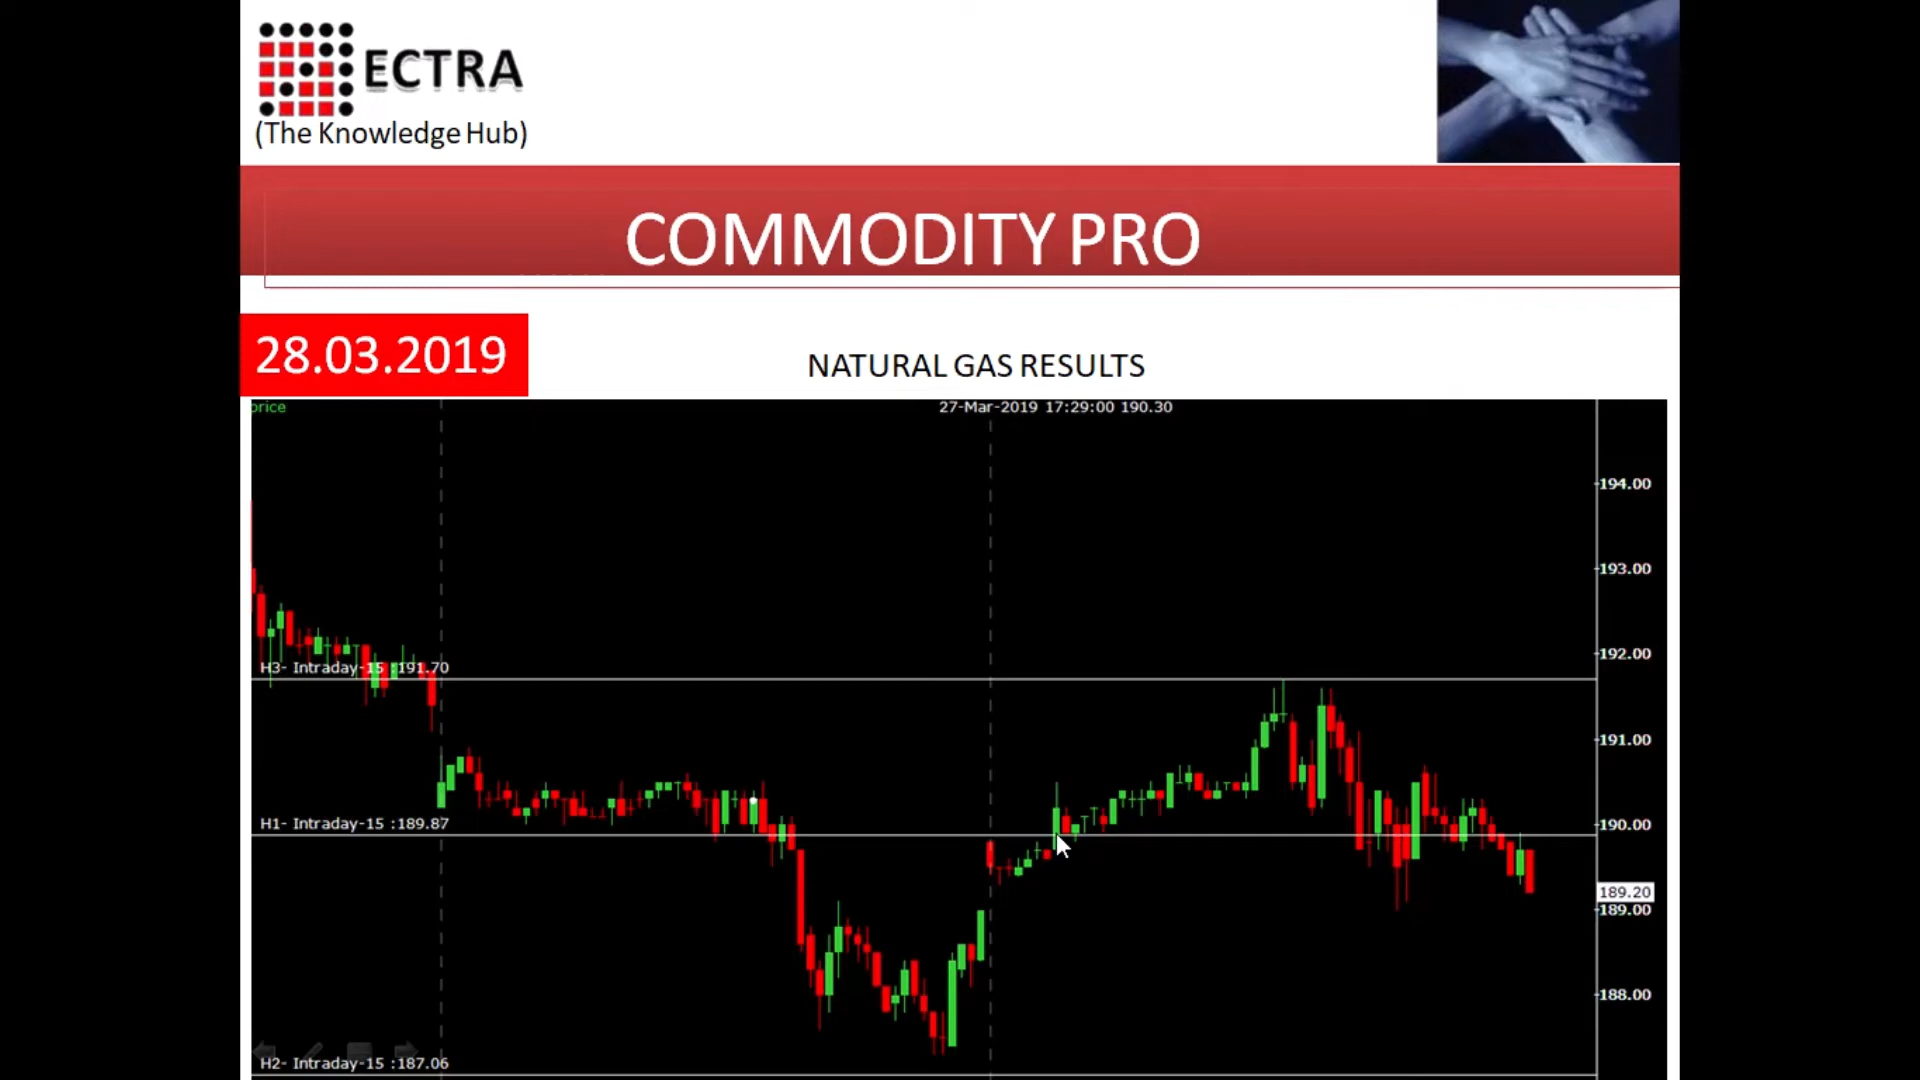 ECTRA
(The Knowledge Hub)
COMMODITY PRO
28.03.2019
NATURAL GAS RESULTS
price
27-Mar-2019 17:29:00 190.30
194.00
193.00
192.00
H3- Intraday-15 :191.70
191.00
H1- Intraday-15 :189.87
190.00
189.20
189.00
188.00
H2- Intraday-15 :187.06